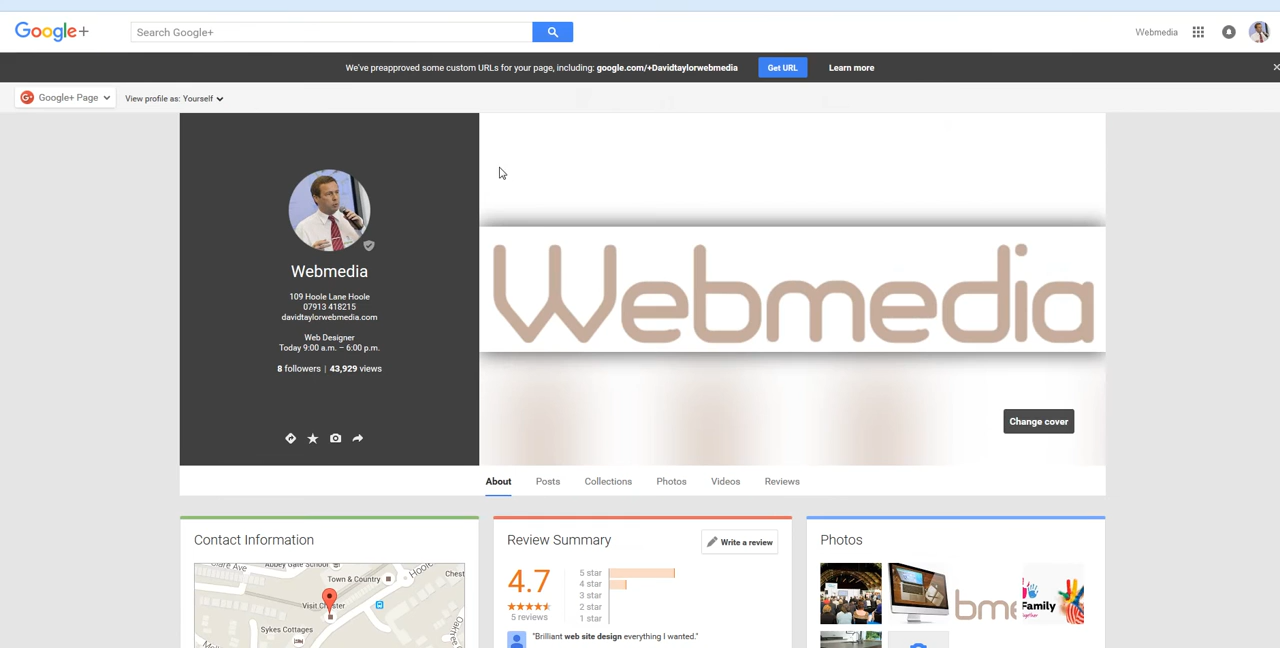 Google+
Search Google+
Webmedia
We've preapproved some custom URLs for your page, including: google.com/+Davidtaylorwebmedia
Get URL
Learn more
Google+ Page
View profile as: Yourself
Webmedia
109 Hoole Lane Hoole
07913 418215
davidtaylorwebmedia.com
Web Designer
Today 9:00 a.m. – 6:00 p.m.
8 followers | 43,929 views
Webmedia
Change cover
About Posts Collections Photos Videos Reviews
Contact Information
Abbey Gate School
Town & Country
Hoole
Chest
Visit Chester
Sykes Cottages
Review Summary
Write a review
4.7
5 reviews
5 star
4 star
3 star
2 star
1 star
"Brilliant web site design everything I wanted."
Photos
bme
Family